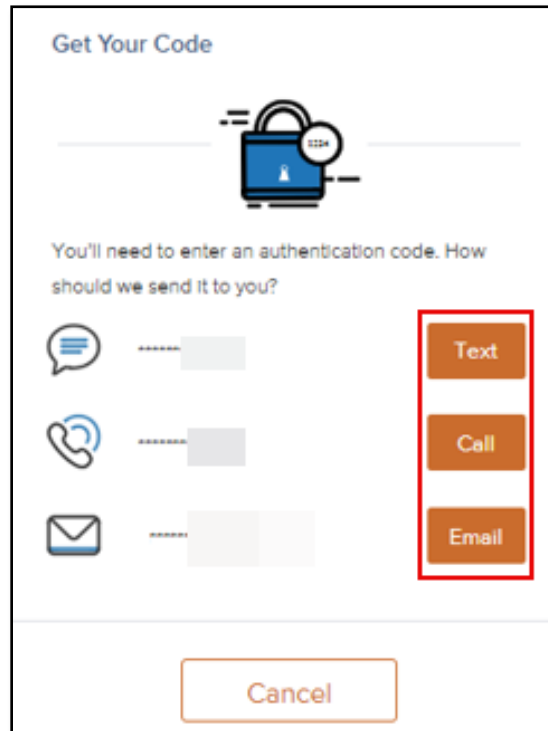 Get Your Code
1234
You'll need to enter an authentication code. How
should we send it to you?
******* Text
******** Call
****** Email
Cancel